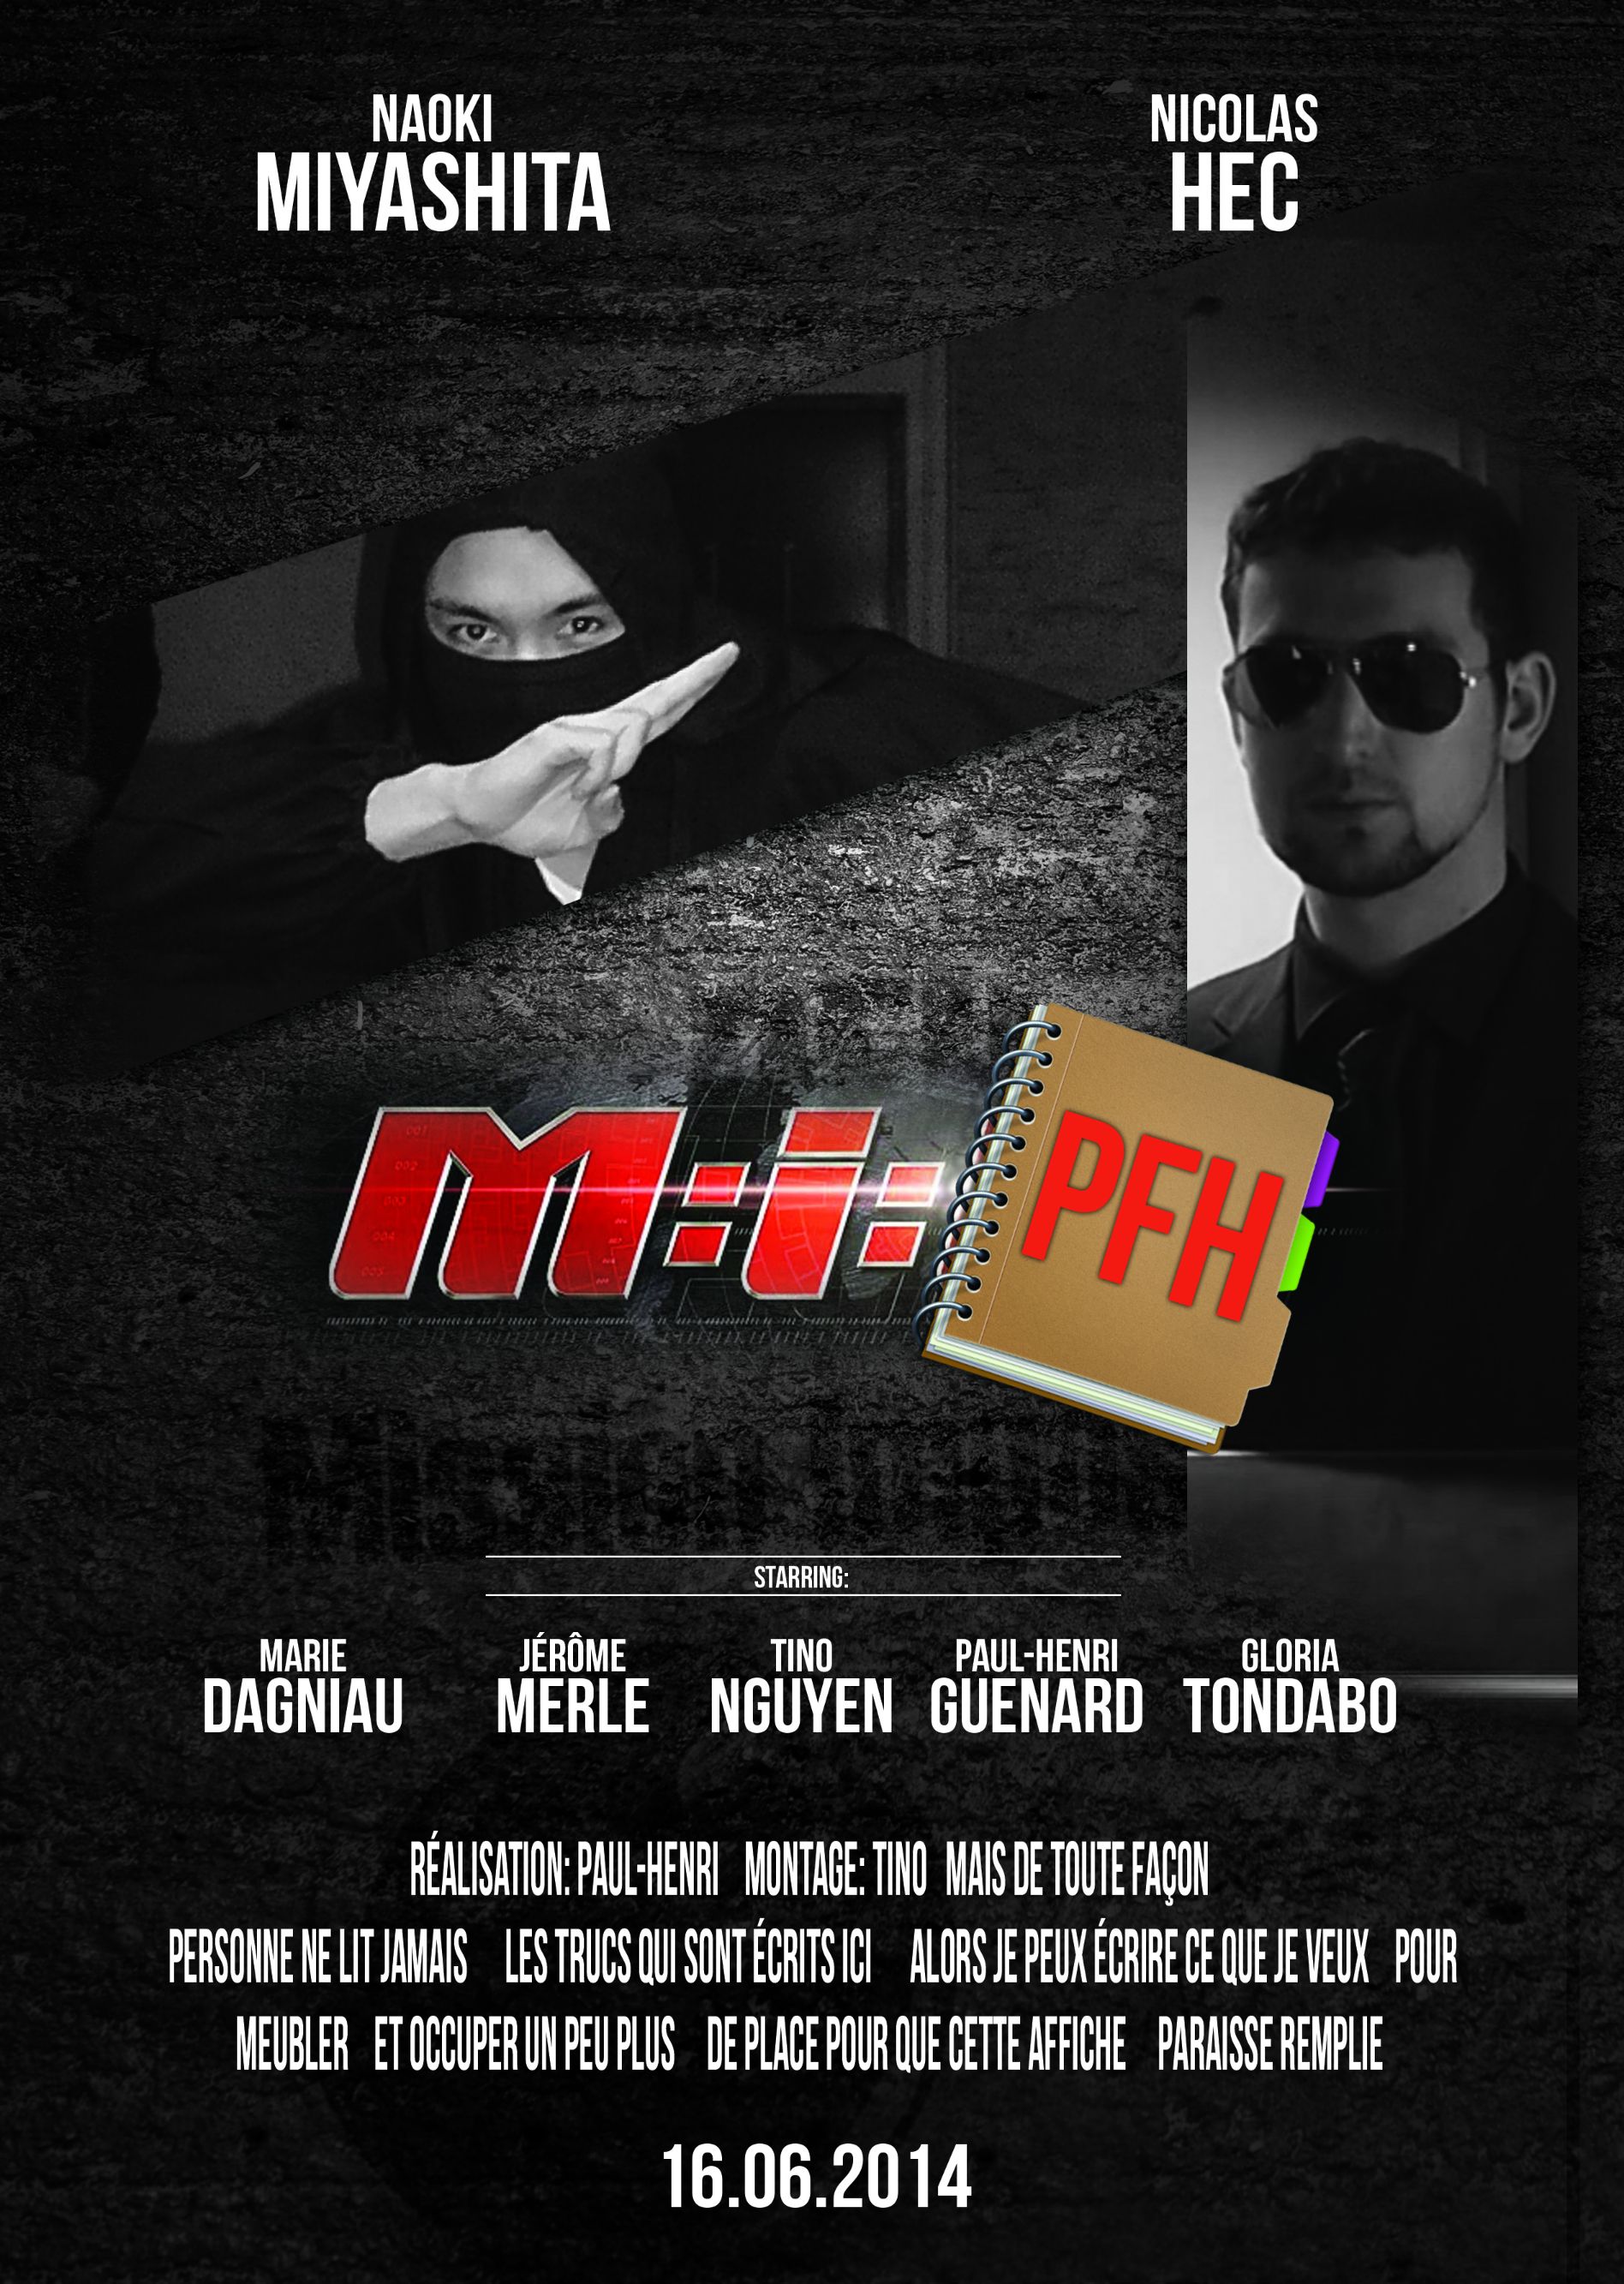 NAOKI
MIYASHITA
NICOLAS
HEC
M:i:
PFH
STARRING:
MARIE
DAGNIAU
JÉRÔME
MERLE
TINO
NGUYEN
PAUL-HENRI
GUENARD
GLORIA
TONDABO
RÉALISATION: PAUL-HENRI MONTAGE: TINO MAIS DE TOUTE FAÇON
PERSONNE NE LIT JAMAIS LES TRUCS QUI SONT ÉCRITS ICI ALORS JE PEUX ÉCRIRE CE QUE JE VEUX POUR
MEUBLER ET OCCUPER UN PEU PLUS DE PLACE POUR QUE CETTE AFFICHE PARAISSE REMPLIE
16.06.2014